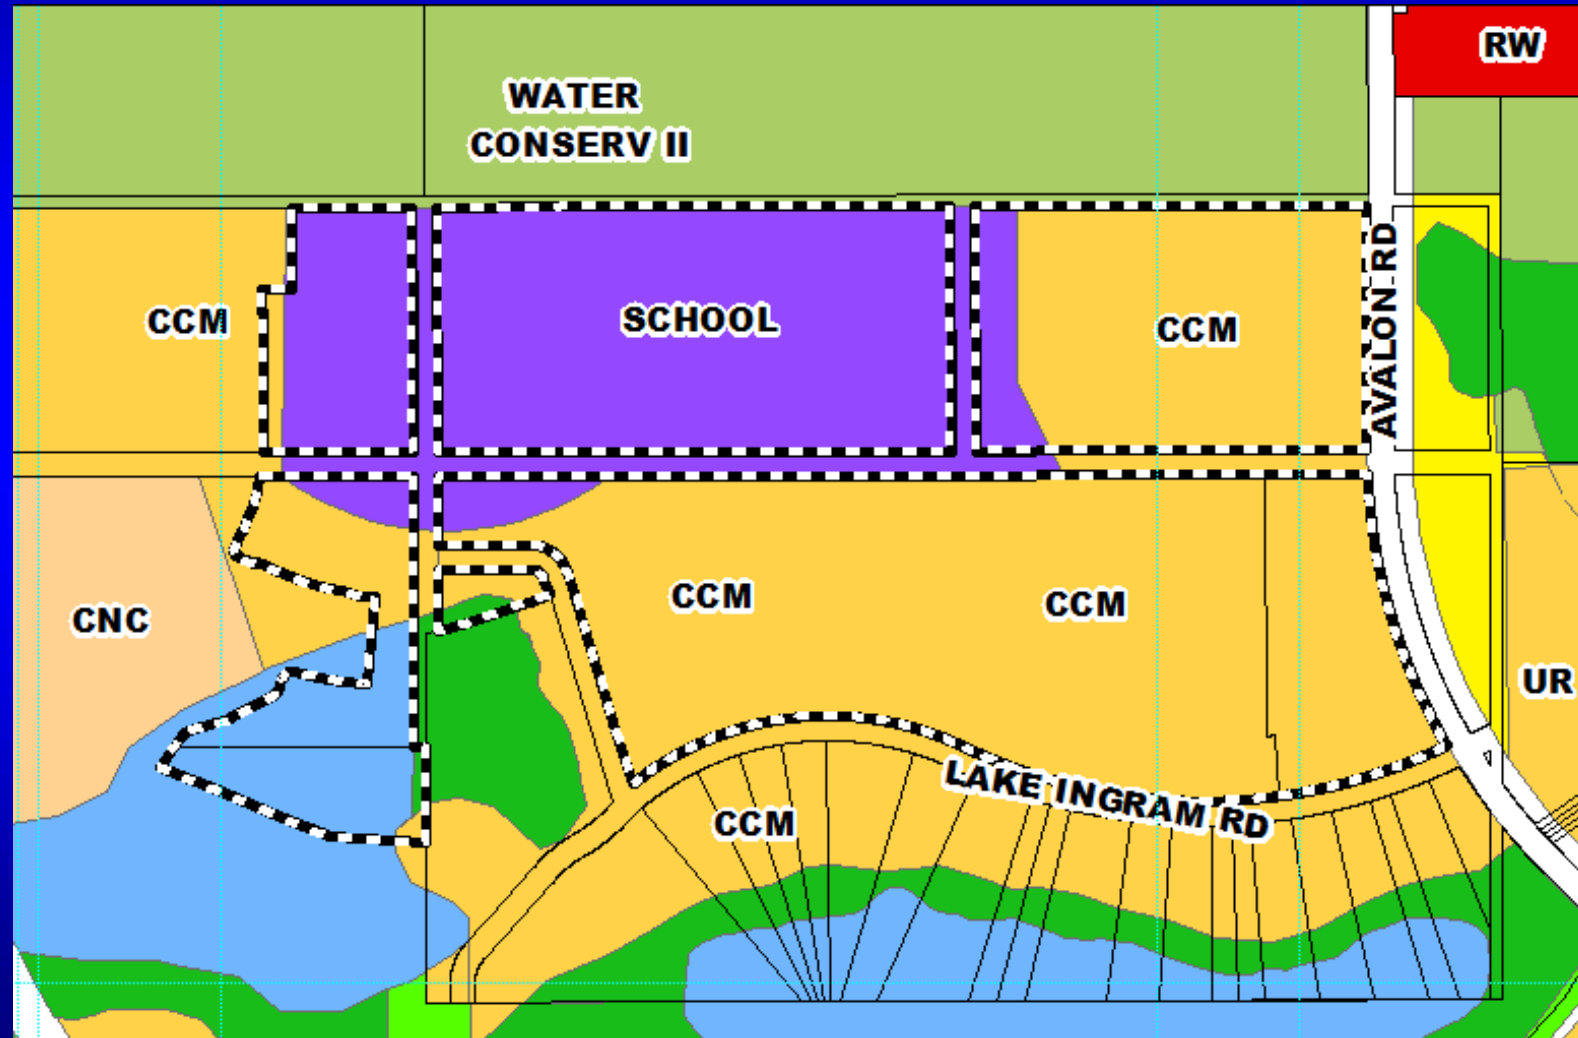 RW
WATER
CONSERV II
CCM
SCHOOL
CCM
AVALON RD
CNC
CCM
CCM
UR
LAKE INGRAM RD
CCM